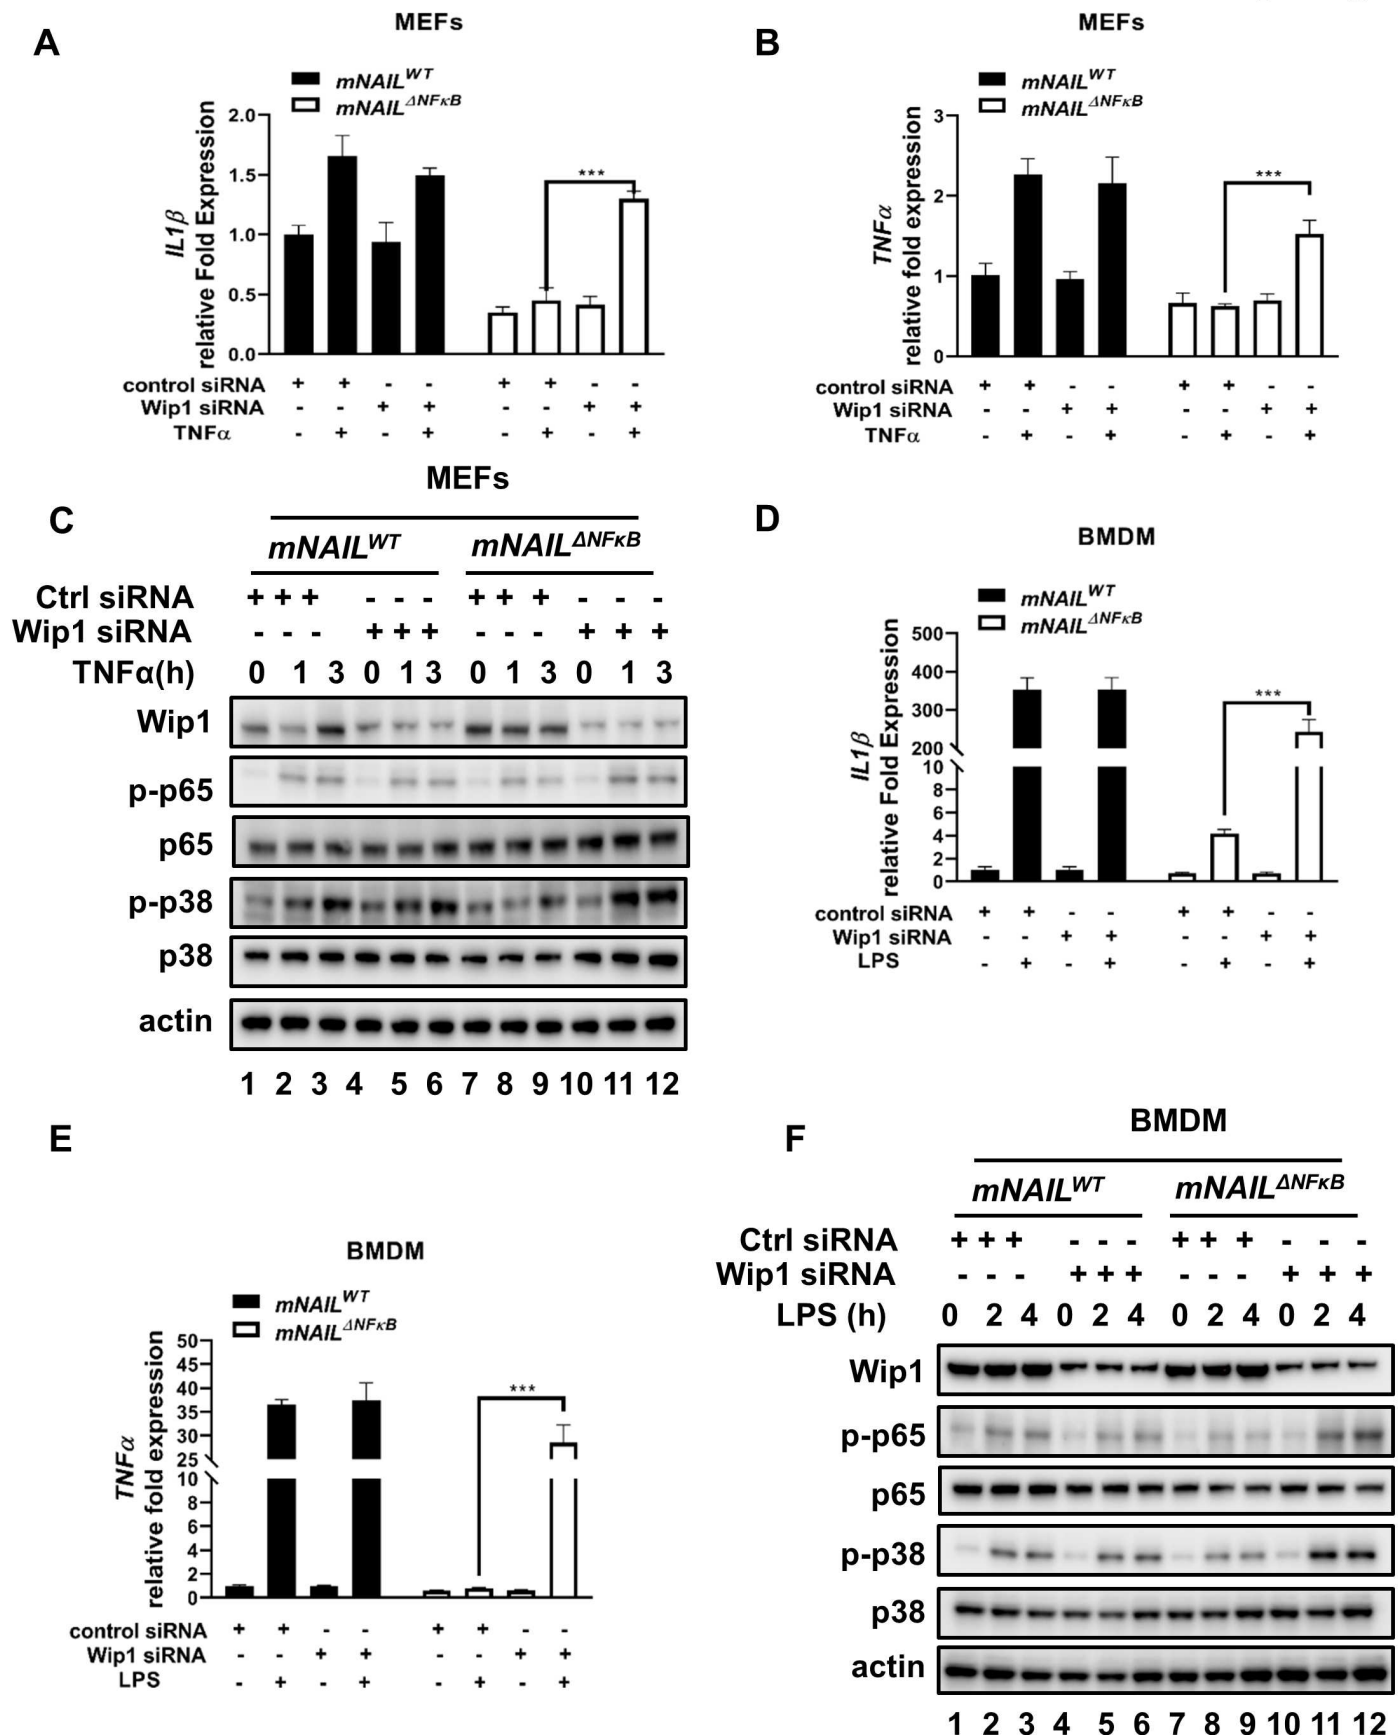 A
MEFs
mNAIL^WT
mNAIL^ΔNFκB
IL1β
relative Fold Expression
2.0
1.5
1.0
0.5
0.0
***
control siRNA + + - - + + - -
Wip1 siRNA - - + + - - + +
TNFα - + - + - + - +
B
MEFs
mNAIL^WT
mNAIL^ΔNFκB
TNFα
relative fold expression
3
2
1
0
***
control siRNA + + - - + + - -
Wip1 siRNA - - + + - - + +
TNFα - + - + - + - +
C
MEFs
mNAIL^WT mNAIL^ΔNFκB
Ctrl siRNA + + + - - - + + + - - -
Wip1 siRNA - - - + + + - - - + + +
TNFα(h) 0 1 3 0 1 3 0 1 3 0 1 3
Wip1
p-p65
p65
p-p38
p38
actin
1 2 3 4 5 6 7 8 9 10 11 12
D
BMDM
mNAIL^WT
mNAIL^ΔNFκB
IL1β
relative Fold Expression
500
400
300
200
10
8
6
4
2
0
***
control siRNA + + - - + + - -
Wip1 siRNA - - + + - - + +
LPS - + - + - + - +
E
BMDM
mNAIL^WT
mNAIL^ΔNFκB
TNFα
relative fold expression
50
45
40
35
30
25
10
8
6
4
2
0
***
control siRNA + + - - + + - -
Wip1 siRNA - - + + - - + +
LPS - + - + - + - +
F
BMDM
mNAIL^WT mNAIL^ΔNFκB
Ctrl siRNA + + + - - - + + + - - -
Wip1 siRNA - - - + + + - - - + + +
LPS (h) 0 2 4 0 2 4 0 2 4 0 2 4
Wip1
p-p65
p65
p-p38
p38
actin
1 2 3 4 5 6 7 8 9 10 11 12